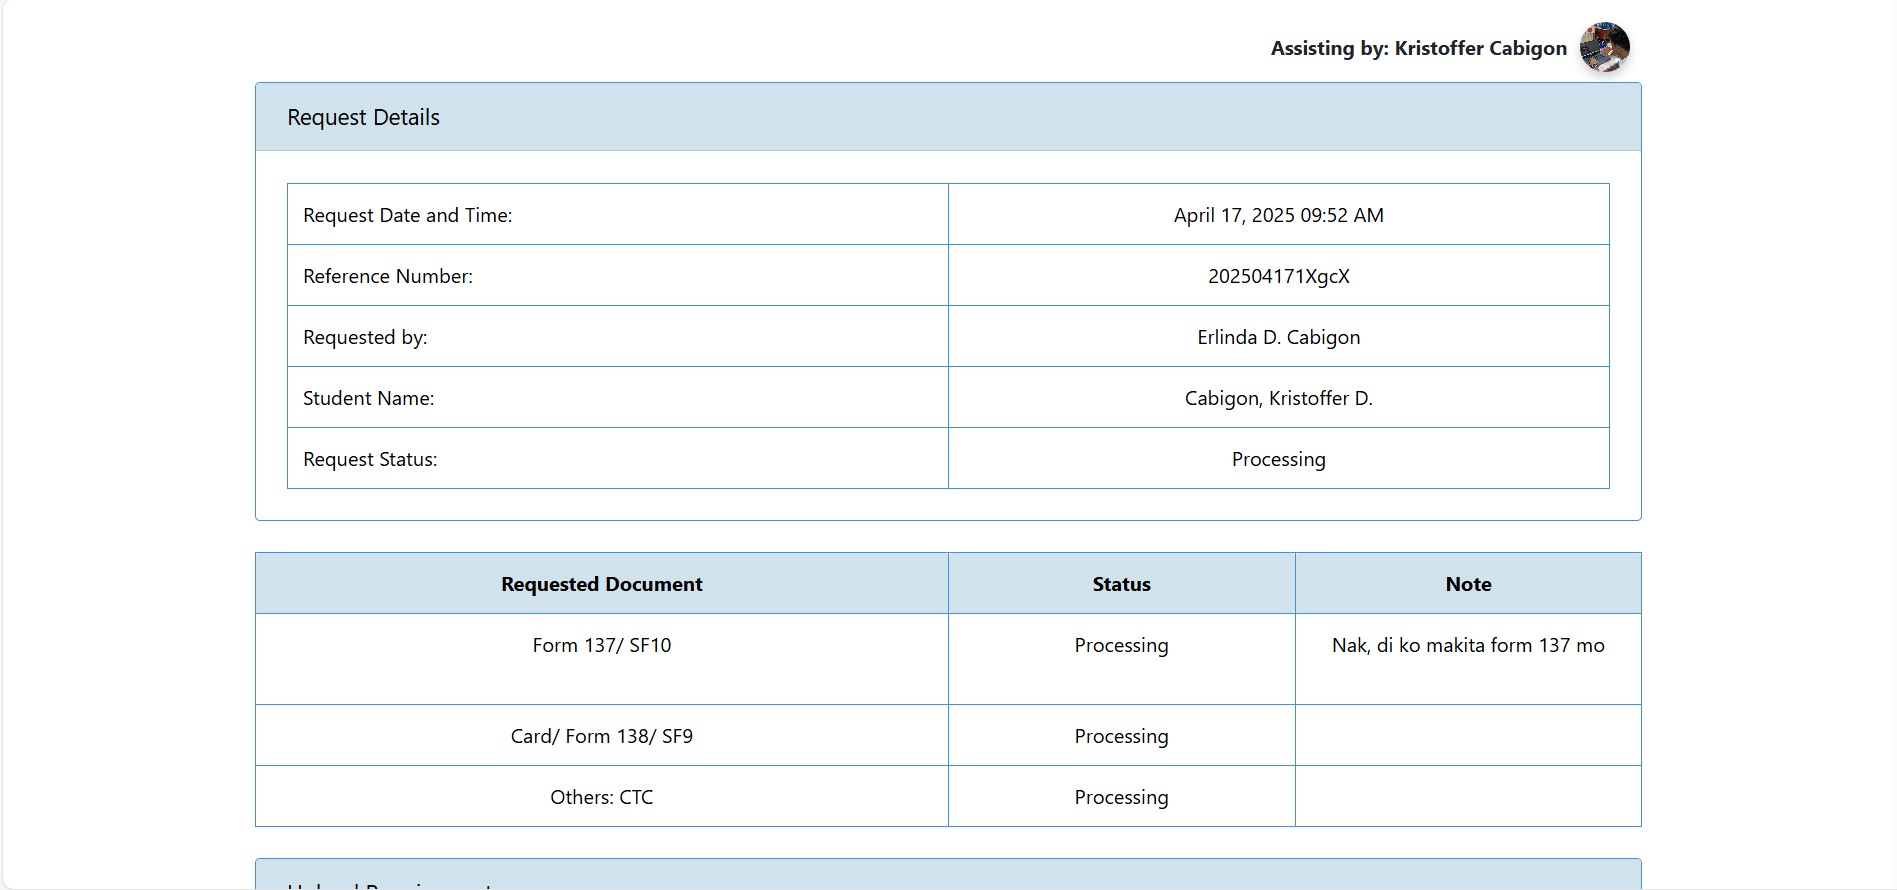 Assisting by: Kristoffer Cabigon
Request Details
Request Date and Time: April 17, 2025 09:52 AM
Reference Number: 202504171XgcX
Requested by: Erlinda D. Cabigon
Student Name: Cabigon, Kristoffer D.
Request Status: Processing
Requested Document Status Note
Form 137/ SF10 Processing Nak, di ko makita form 137 mo
Card/ Form 138/ SF9 Processing
Others: CTC Processing